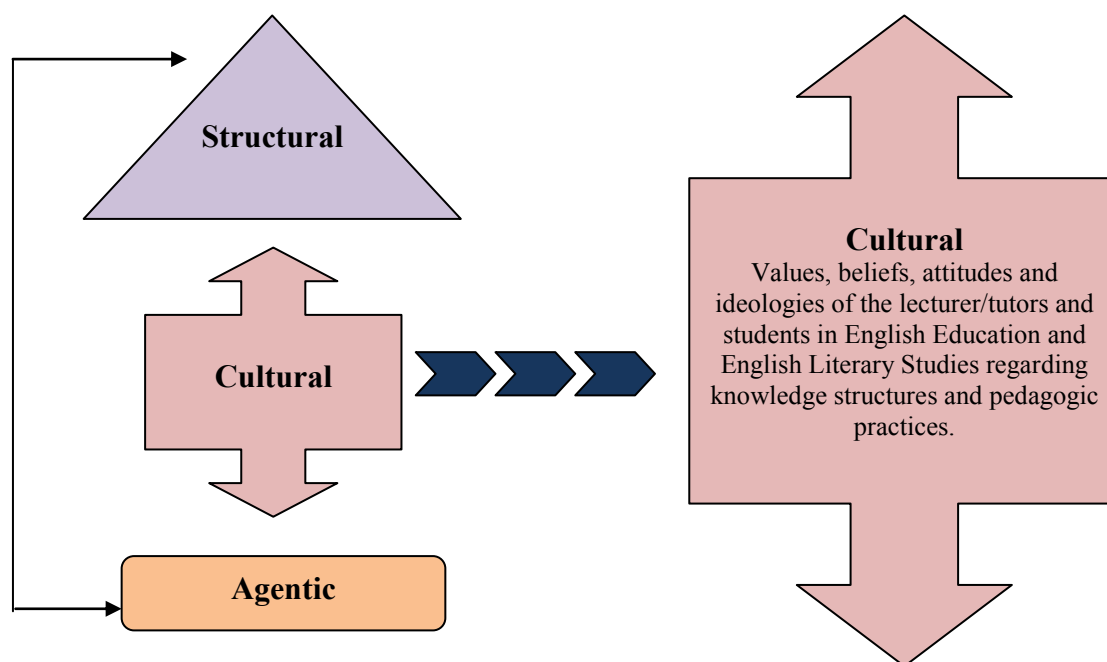 Structural
Cultural
Agentic
Cultural
Values, beliefs, attitudes and
ideologies of the lecturer/tutors and
students in English Education and
English Literary Studies regarding
knowledge structures and pedagogic
practices.